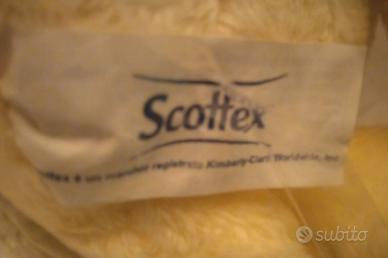 Scottex
è un marchio registrato Kimberly-Clark Worldwide, Inc.
subito